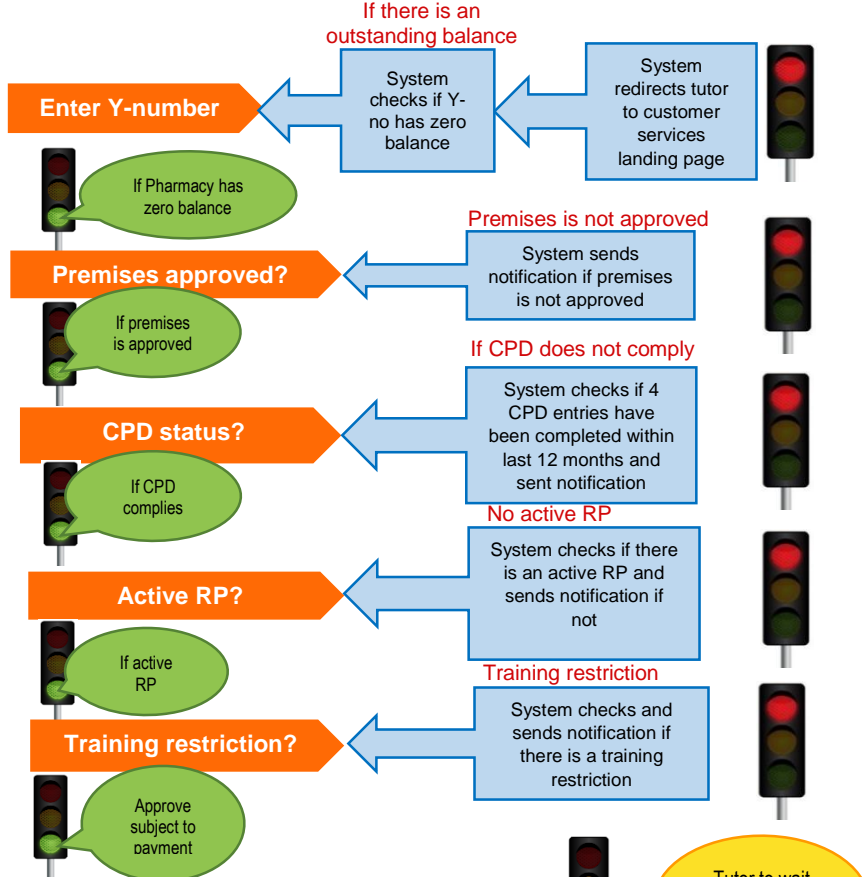 If there is an
outstanding balance
System
checks if Y-
no has zero
balance
System
redirects tutor
to customer
services
landing page
Enter Y-number
If Pharmacy has
zero balance
Premises is not approved
System sends
notification if premises
is not approved
Premises approved?
If premises
is approved
If CPD does not comply
System checks if 4
CPD entries have
been completed within
last 12 months and
sent notification
CPD status?
If CPD
complies
No active RP
System checks if there
is an active RP and
sends notification if
not
Active RP?
If active
RP
Training restriction
System checks and
sends notification if
there is a training
restriction
Training restriction?
Approve
subject to
payment
Tutor to wait